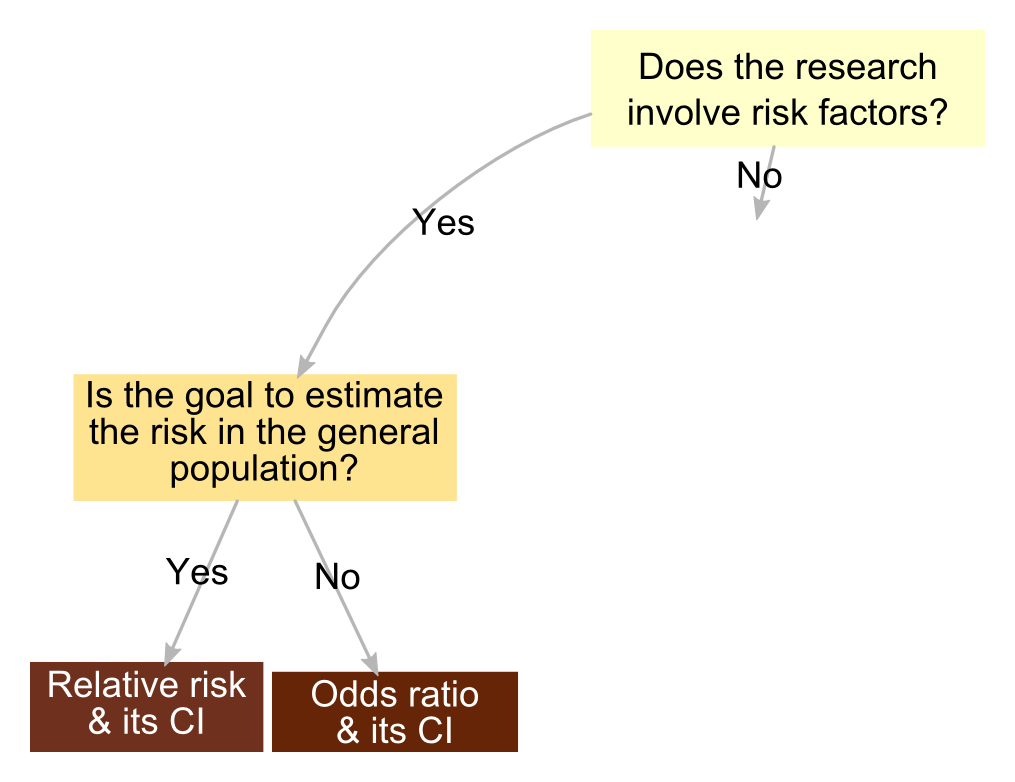 Does the research
involve risk factors?
No
Yes
Is the goal to estimate
the risk in the general
population?
Yes
No
Relative risk
& its CI
Odds ratio
& its CI